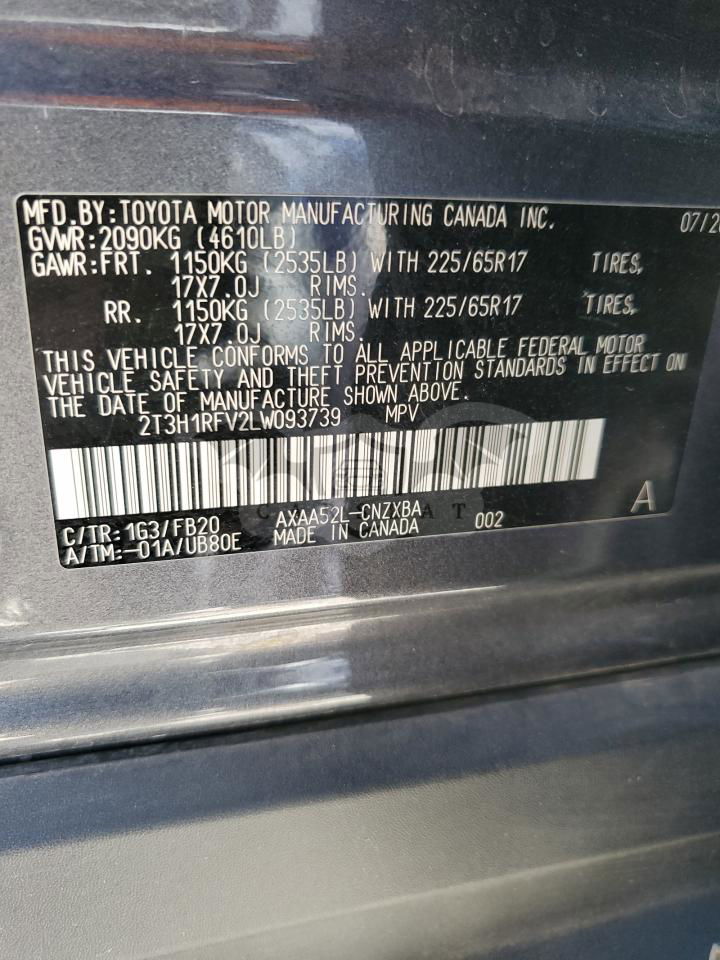 MFD.BY:TOYOTA MOTOR MANUFACTURING CANADA INC. 07/20
GVWR:2090KG (4610LB)
GAWR:FRT. 1150KG (2535LB) WITH 225/65R17 TIRES,
17X7.0J RIMS.
RR. 1150KG (2535LB) WITH 225/65R17 TIRES,
17X7.0J RIMS.
THIS VEHICLE CONFORMS TO ALL APPLICABLE FEDERAL MOTOR
VEHICLE SAFETY AND THEFT PREVENTION STANDARDS IN EFFECT ON
THE DATE OF MANUFACTURE SHOWN ABOVE.
2T3H1RFV2LW093739 MPV
C/TR:1G3/FB20 AXAA52L-CNZXBA 002 A
A/TM:-01A/UB80E MADE IN CANADA